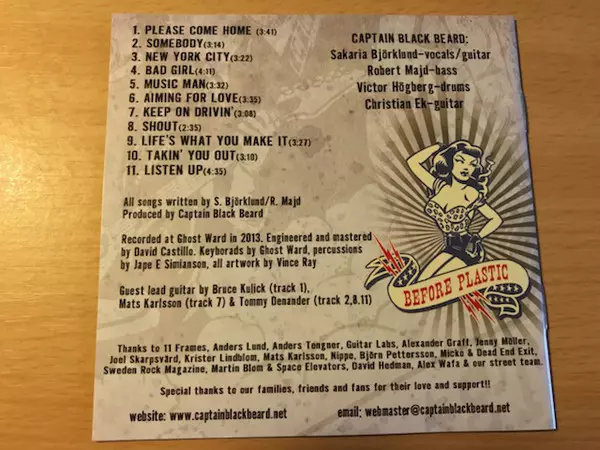 1. PLEASE COME HOME (3:41)
2. SOMEBODY(3:14)
3. NEW YORK CITY(3:22)
4. BAD GIRL(4:11)
5. MUSIC MAN(3:32)
6. AIMING FOR LOVE(3:35)
7. KEEP ON DRIVIN'(3:08)
8. SHOUT(2:35)
9. LIFE'S WHAT YOU MAKE IT(3:27)
10. TAKIN' YOU OUT(3:10)
11. LISTEN UP(4:35)
All songs written by S. Björklund/R. Majd
Produced by Captain Black Beard
Recorded at Ghost Ward in 2013. Engineered and mastered
by David Castillo. Keyborads by Ghost Ward, percussions
by Jape E Simianson, all artwork by Vince Ray
Guest lead guitar by Bruce Kulick (track 1),
Mats Karlsson (track 7) & Tommy Denander (track 2,8.11)
CAPTAIN BLACK BEARD:
Sakaria Björklund-vocals/guitar
Robert Majd-bass
Victor Högberg-drums
Christian Ek-guitar
BEFORE PLASTIC
Thanks to 11 Frames, Anders Lund, Anders Tengner, Guitar Labs, Alexander Graff, Jenny Möller,
Joel Skarpsvärd, Krister Lindblom, Mats Karlsson, Nippe, Björn Pettersson, Micko & Dead End Exit,
Sweden Rock Magazine, Martin Blom & Space Elevators, David Hedman, Alex Wafa & our street team.
Special thanks to our families, friends and fans for their love and support!!
website: www.captainblackbeard.net
email: webmaster@captainblackbeard.net